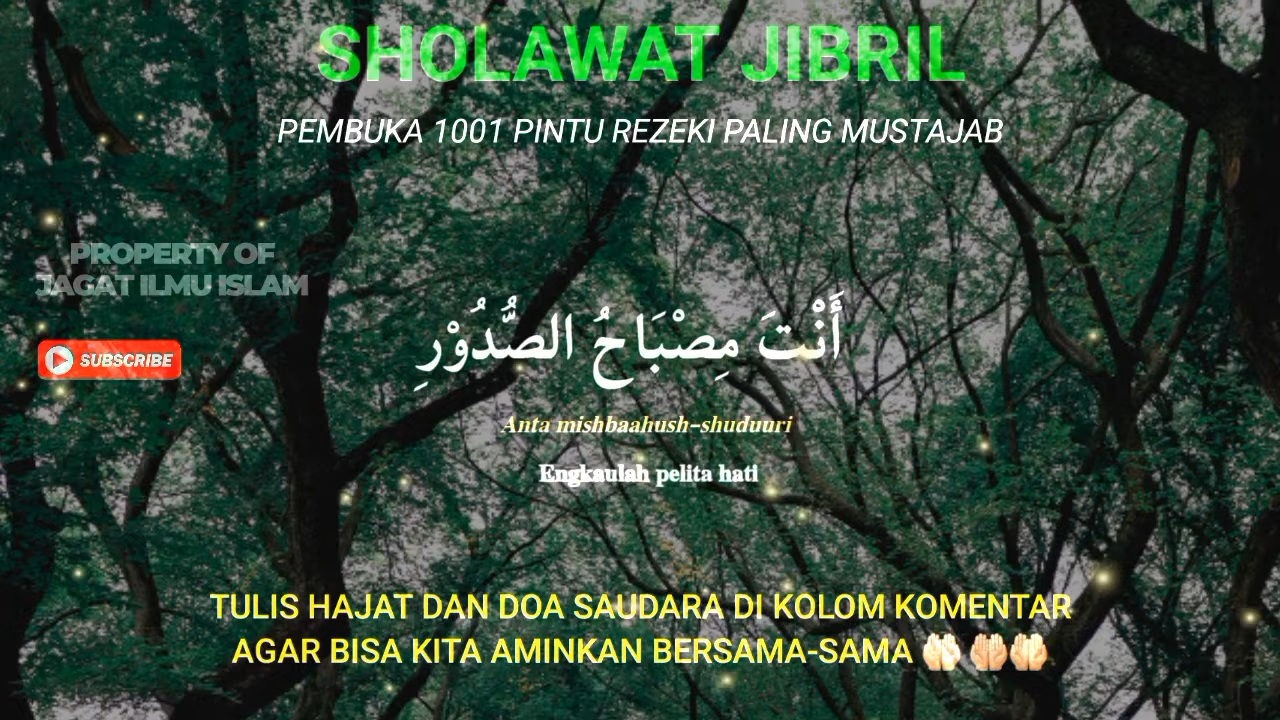 SHOLAWAT JIBRIL
PEMBUKA 1001 PINTU REZEKI PALING MUSTAJAB
PROPERTY OF
JAGAT ILMU ISLAM
SUBSCRIBE
أَنْتَ مِصْبَاحُ الصُّدُوْرِ
Anta mishbaahush-shuduuri
Engkaulah pelita hati
TULIS HAJAT DAN DOA SAUDARA DI KOLOM KOMENTAR
AGAR BISA KITA AMINKAN BERSAMA-SAMA 🤲🏻 🤲🏼 🤲🏻